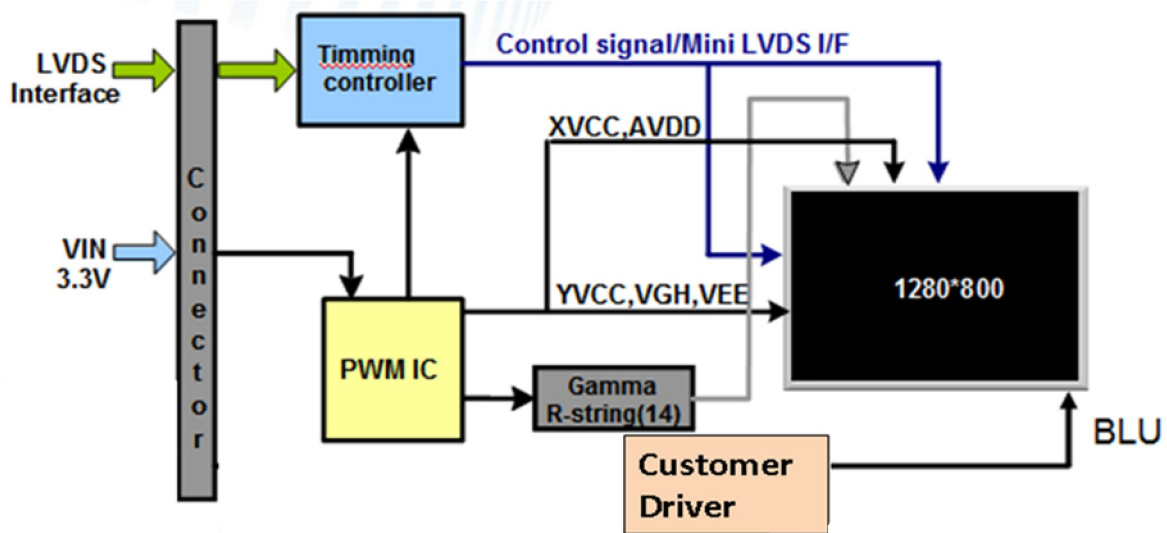 LVDS
Interface
Connector
Timming
controller
Control signal/Mini LVDS I/F
XVCC,AVDD
VIN
3.3V
YVCC,VGH,VEE
1280*800
PWM IC
Gamma
R-string(14)
Customer
Driver
BLU